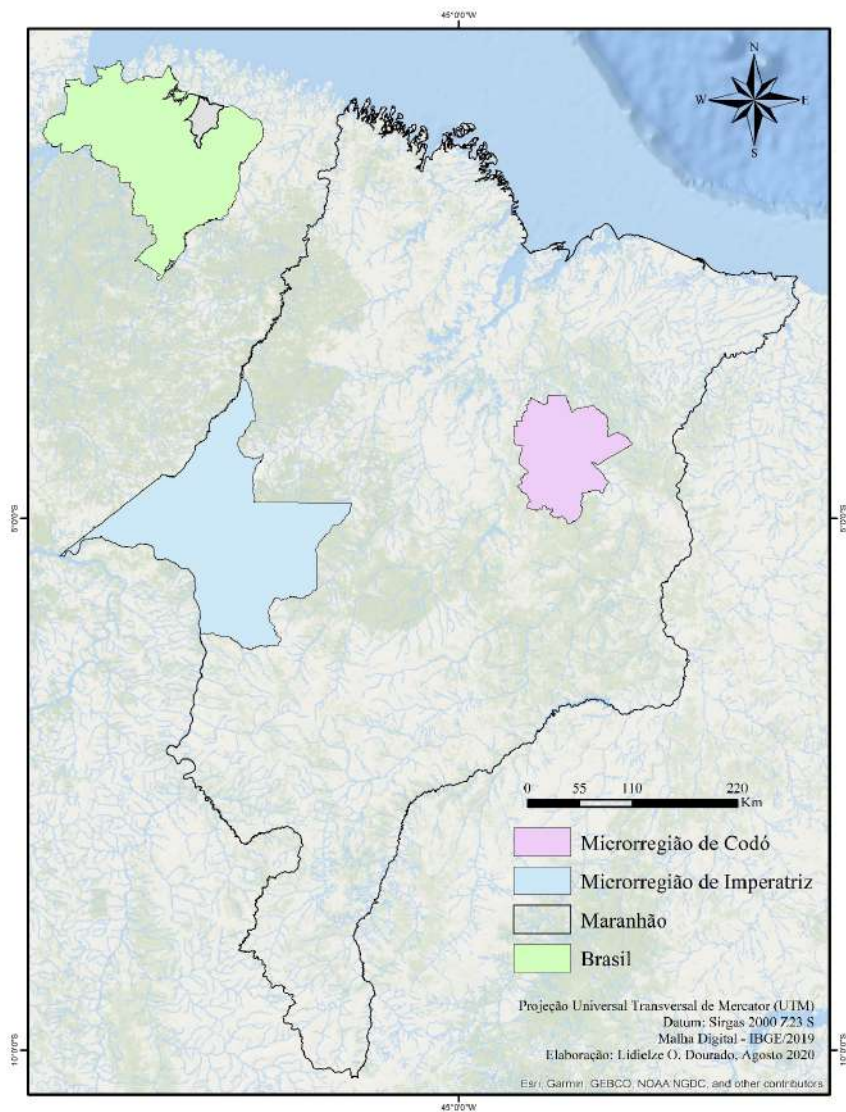 45°0'0"W
N
W
E
S
5°0'0"S
5°0'0"S
0 55 110 220
Km
Microrregião de Codó
Microrregião de Imperatriz
Maranhão
Brasil
Projeção Universal Transversal de Mercator (UTM)
Datum: Sirgas 2000 Z23 S
Malha Digital - IBGE/2019
Elaboração: Lidielze O. Dourado, Agosto 2020
10°0'0"S
10°0'0"S
Esri, Garmin, GEBCO, NOAA NGDC, and other contributors
45°0'0"W